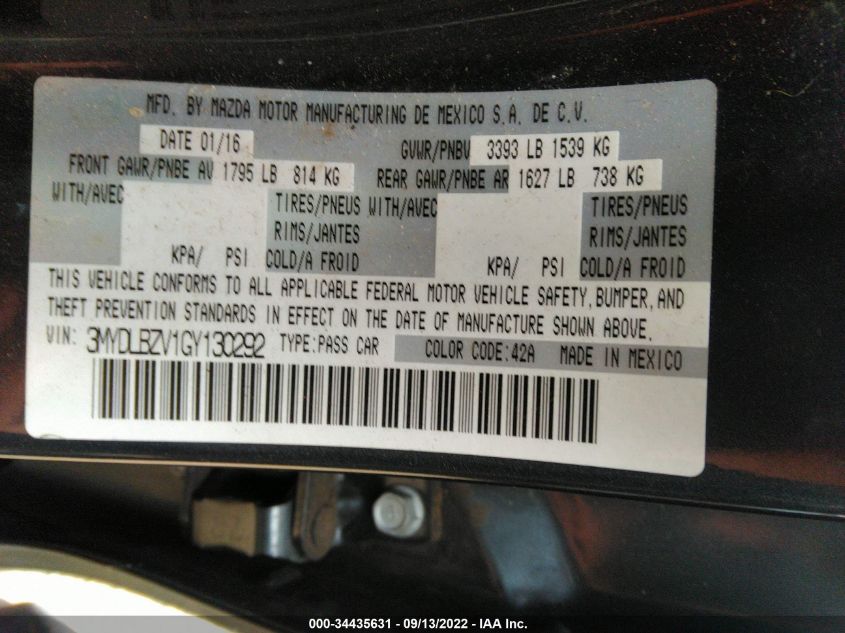 MFD. BY MAZDA MOTOR MANUFACTURING DE MEXICO S.A. DE C.V.
DATE 01/16 GVWR/PNBV 3393 LB 1539 KG
FRONT GAWR/PNBE AV 1795 LB 814 KG REAR GAWR/PNBE AR 1627 LB 738 KG
WITH/AVEC TIRES/PNEUS WITH/AVEC TIRES/PNEUS
RIMS/JANTES RIMS/JANTES
KPA/ PSI COLD/A FROID KPA/ PSI COLD/A FROID
THIS VEHICLE CONFORMS TO ALL APPLICABLE FEDERAL MOTOR VEHICLE SAFETY, BUMPER, AND
THEFT PREVENTION STANDARDS IN EFFECT ON THE DATE OF MANUFACTURE SHOWN ABOVE.
VIN: 3MYDLBZV1GY130292 TYPE:PASS CAR COLOR CODE:42A MADE IN MEXICO
000-34435631 - 09/13/2022 - IAA Inc.